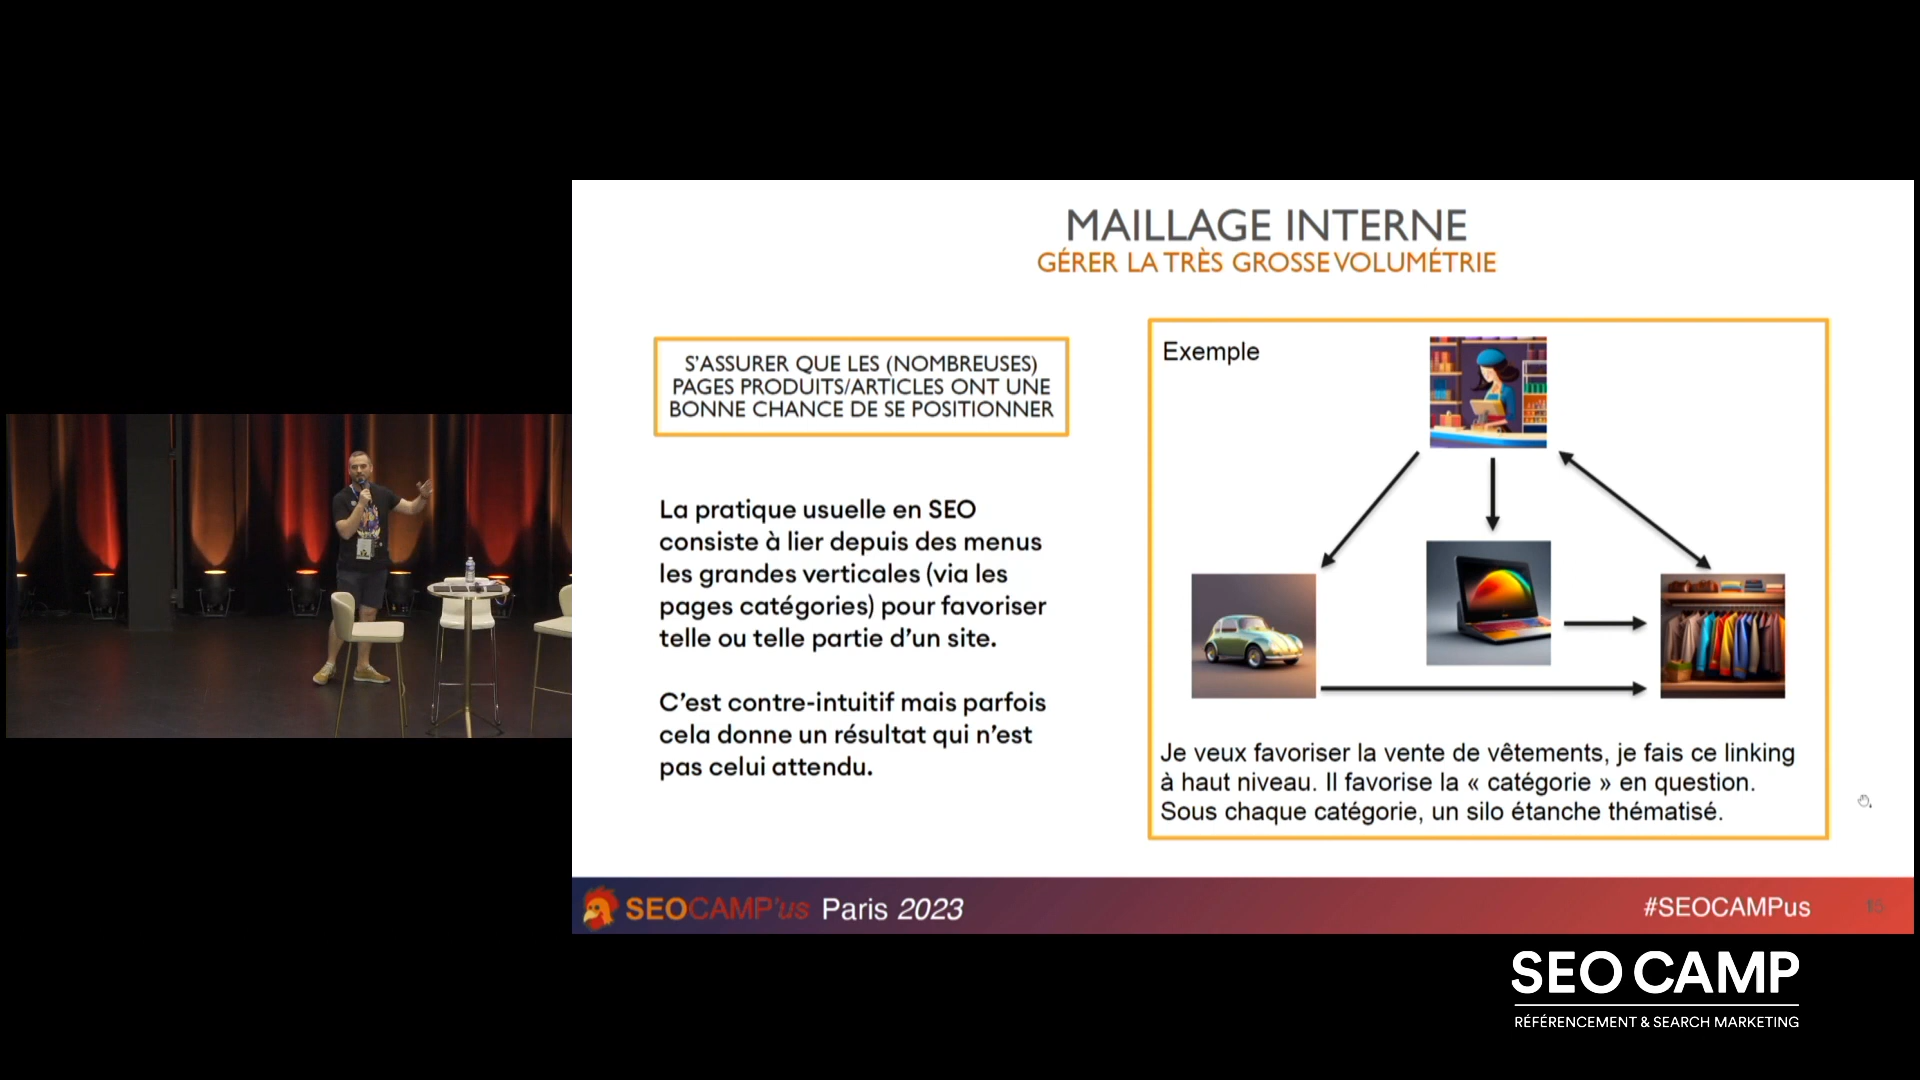 MAILLAGE INTERNE
GÉRER LA TRÈS GROSSE VOLUMÉTRIE
S'ASSURER QUE LES (NOMBREUSES)
PAGES PRODUITS/ARTICLES ONT UNE
BONNE CHANCE DE SE POSITIONNER
La pratique usuelle en SEO
consiste à lier depuis des menus
les grandes verticales (via les
pages catégories) pour favoriser
telle ou telle partie d'un site.
C'est contre-intuitif mais parfois
cela donne un résultat qui n'est
pas celui attendu.
Exemple
Je veux favoriser la vente de vêtements, je fais ce linking
à haut niveau. Il favorise la « catégorie » en question.
Sous chaque catégorie, un silo étanche thématisé.
SEOCAMP'us Paris 2023
#SEOCAMPus
SEO CAMP
RÉFÉRENCEMENT & SEARCH MARKETING